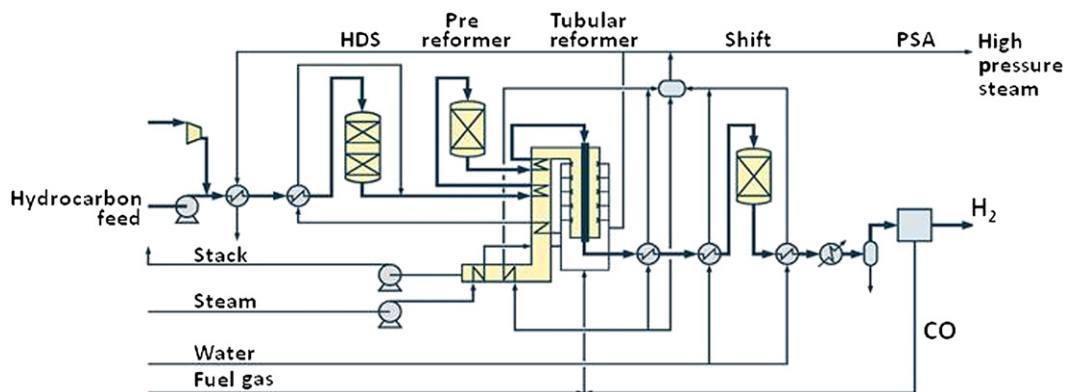 Pre
Tubular
HDS
reformer
reformer
Shift
PSA
High
pressure
steam
Hydrocarbon
feed
H₂
Stack
Steam
CO
Water
Fuel gas